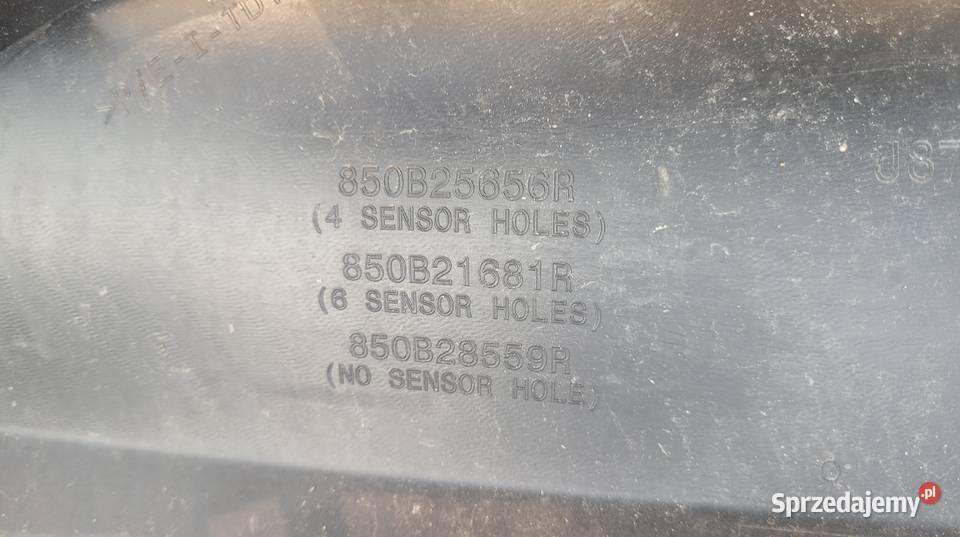 850B25656R
(4 SENSOR HOLES)
850B21681R
(6 SENSOR HOLES)
850B28559R
(NO SENSOR HOLE)
Sprzedajemy.pl